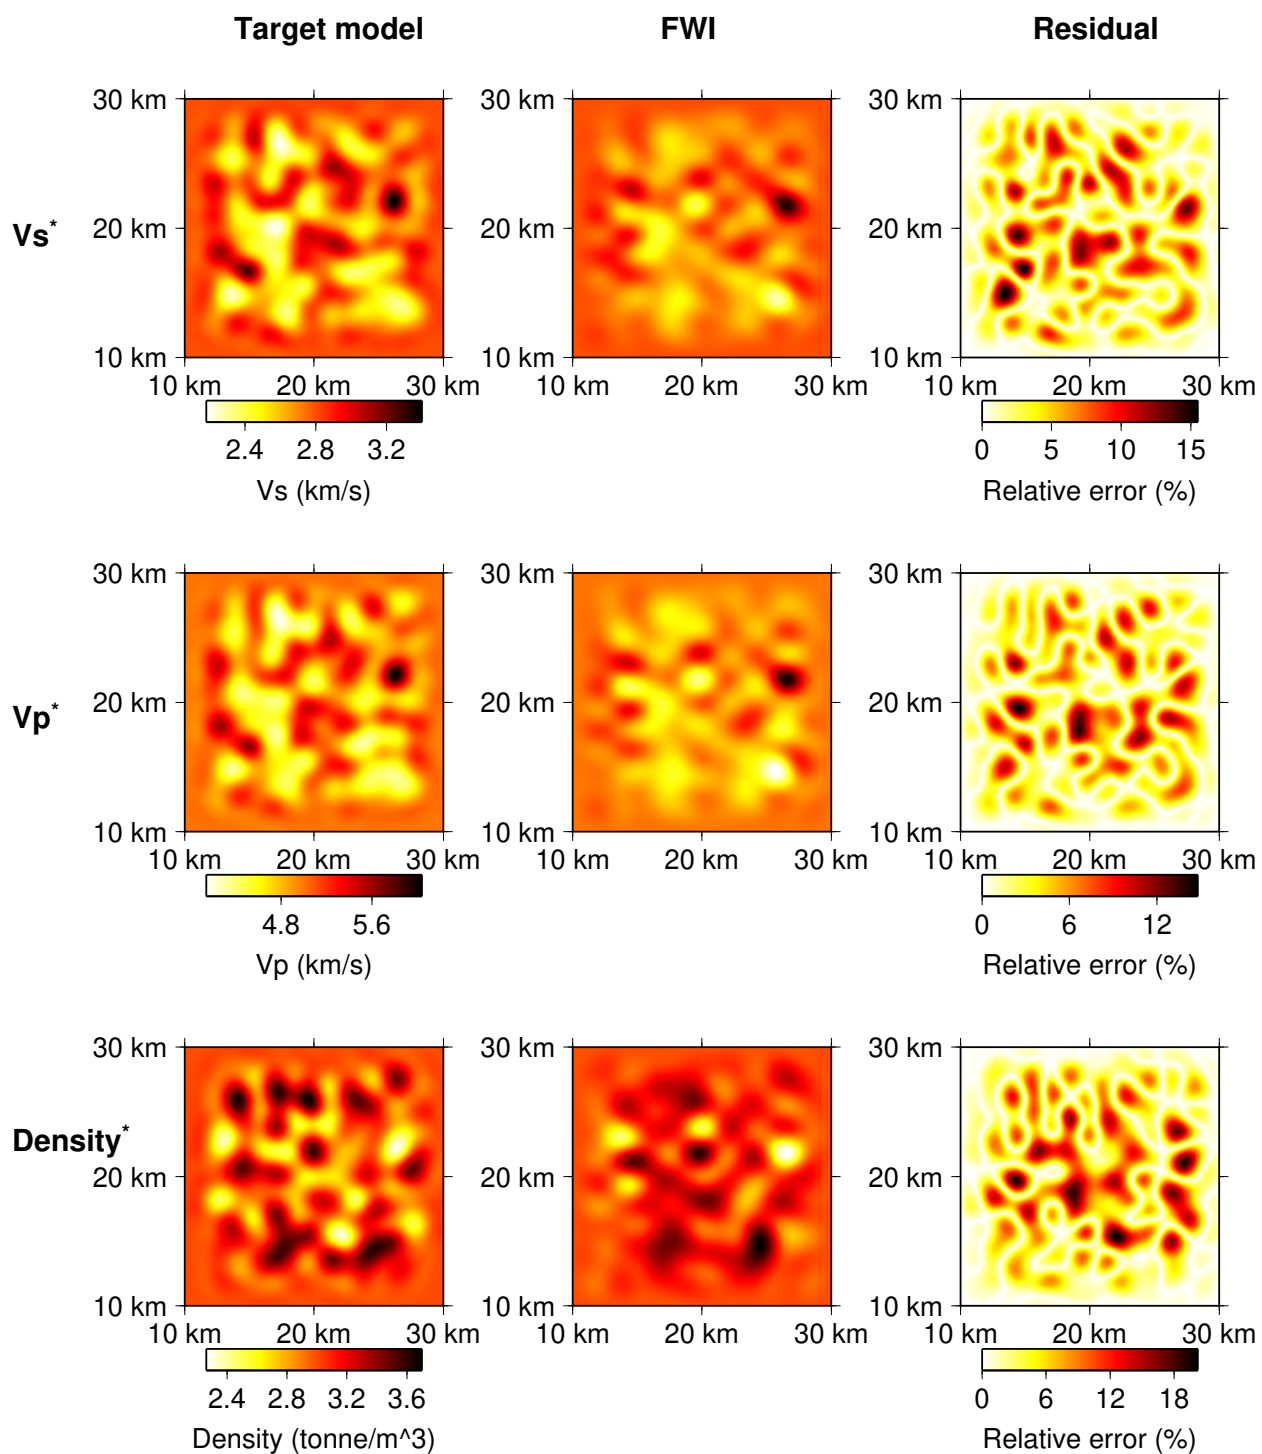 Target model FWI Residual
30 km 30 km 30 km
Vs* 20 km 20 km 20 km
10 km 10 km 10 km
10 km 20 km 30 km 10 km 20 km 30 km 10 km 20 km 30 km
2.4 2.8 3.2 0 5 10 15
Vs (km/s) Relative error (%)
30 km 30 km 30 km
Vp* 20 km 20 km 20 km
10 km 10 km 10 km
10 km 20 km 30 km 10 km 20 km 30 km 10 km 20 km 30 km
4.8 5.6 0 6 12
Vp (km/s) Relative error (%)
30 km 30 km 30 km
Density* 20 km 20 km 20 km
10 km 10 km 10 km
10 km 20 km 30 km 10 km 20 km 30 km 10 km 20 km 30 km
2.4 2.8 3.2 3.6 0 6 12 18
Density (tonne/m^3) Relative error (%)